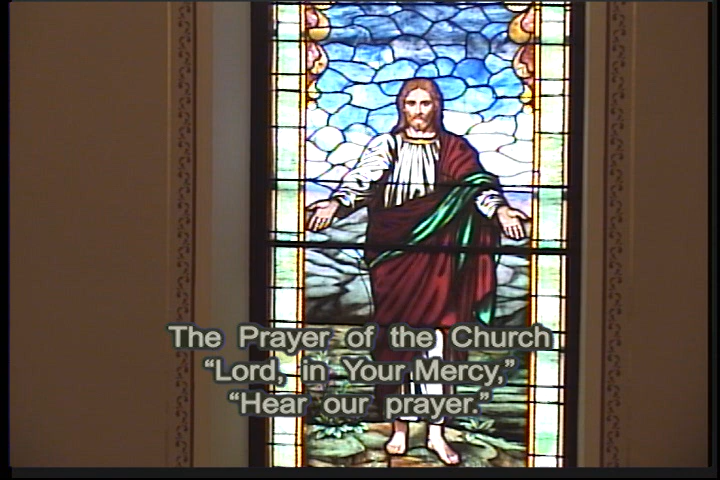 The Prayer of the Church
“Lord, in Your Mercy,”
“Hear our prayer.”